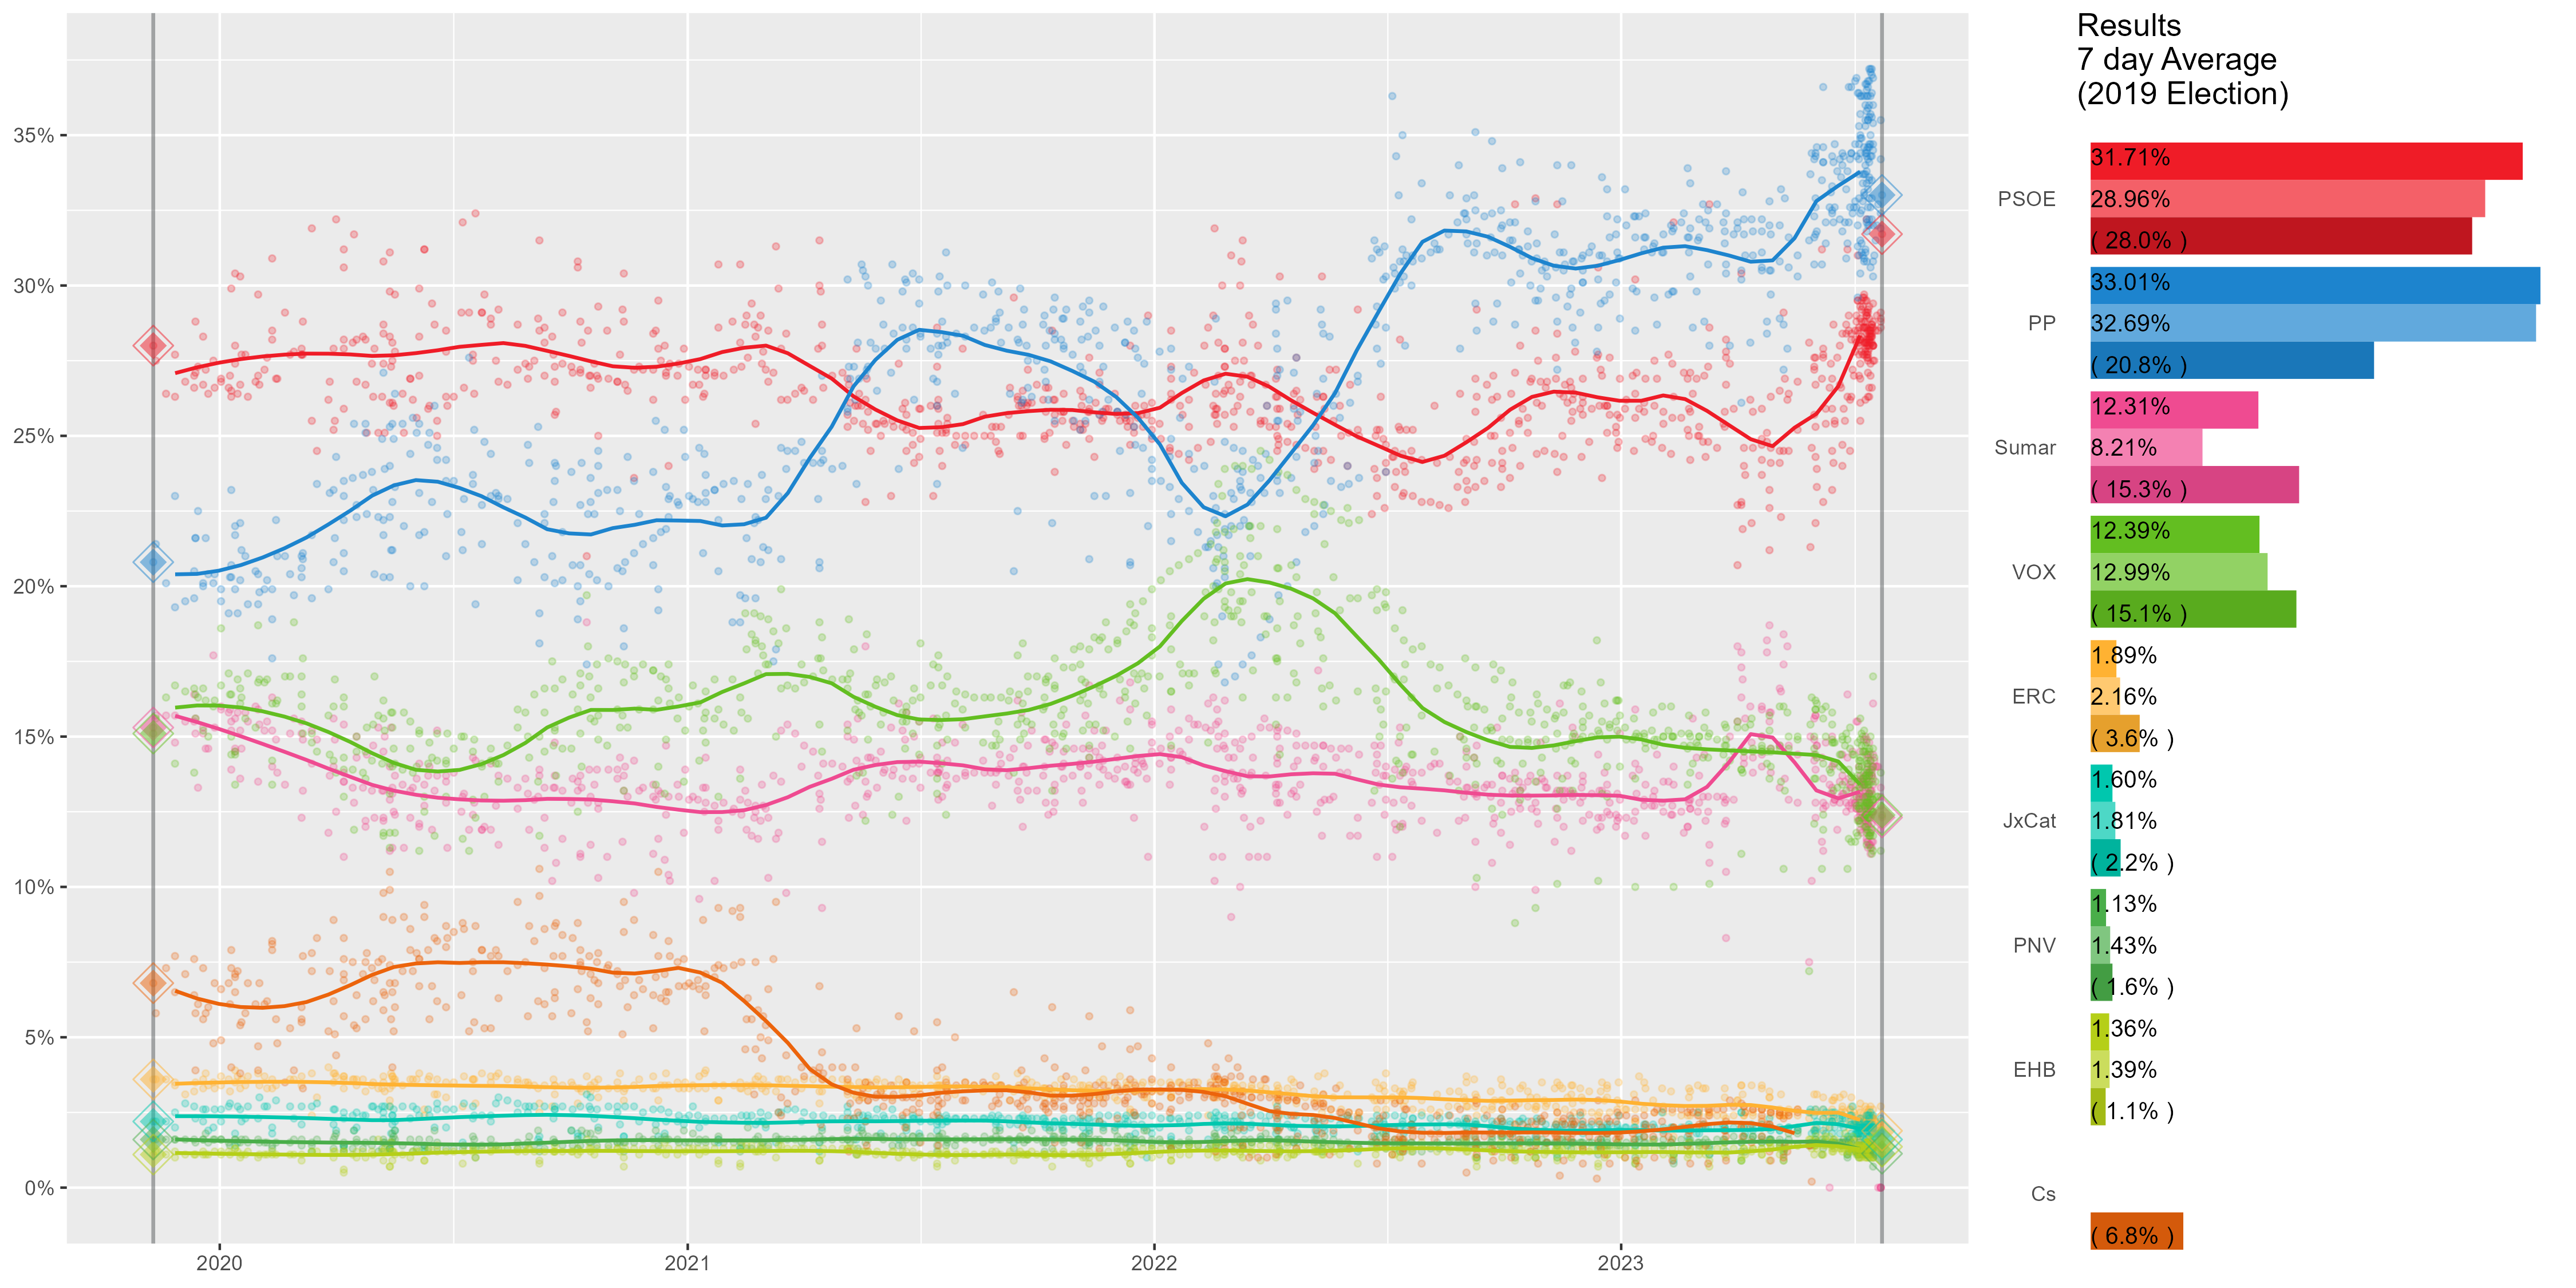 Results
7 day Average
(2019 Election)
35%
30%
25%
20%
15%
10%
5%
0%
2020
2021
2022
2023
PSOE
31.71%
28.96%
( 28.0% )
PP
33.01%
32.69%
( 20.8% )
Sumar
12.31%
8.21%
( 15.3% )
VOX
12.39%
12.99%
( 15.1% )
ERC
1.89%
2.16%
( 3.6% )
JxCat
1.60%
1.81%
( 2.2% )
PNV
1.13%
1.43%
( 1.6% )
EHB
1.36%
1.39%
( 1.1% )
Cs
( 6.8% )